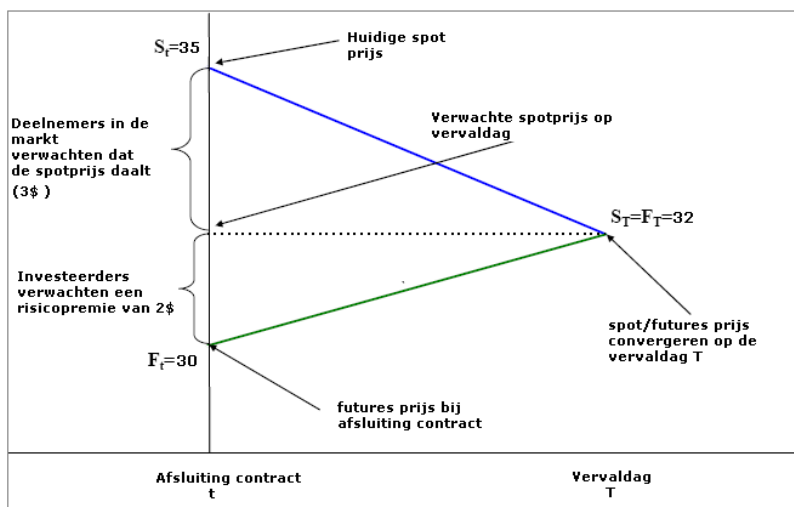 S_t=35
Huidige spot
prijs
Deelnemers in de
markt
verwachten dat
de spotprijs daalt
(3$ )
Verwachte spotprijs op
vervaldag
S_T=F_T=32
Investeerders
verwachten een
risicopremie van 2$
spot/futures prijs
convergeren op de
vervaldag T
F_t=30
futures prijs bij
afsluiting contract
Afsluiting contract
t
Vervaldag
T